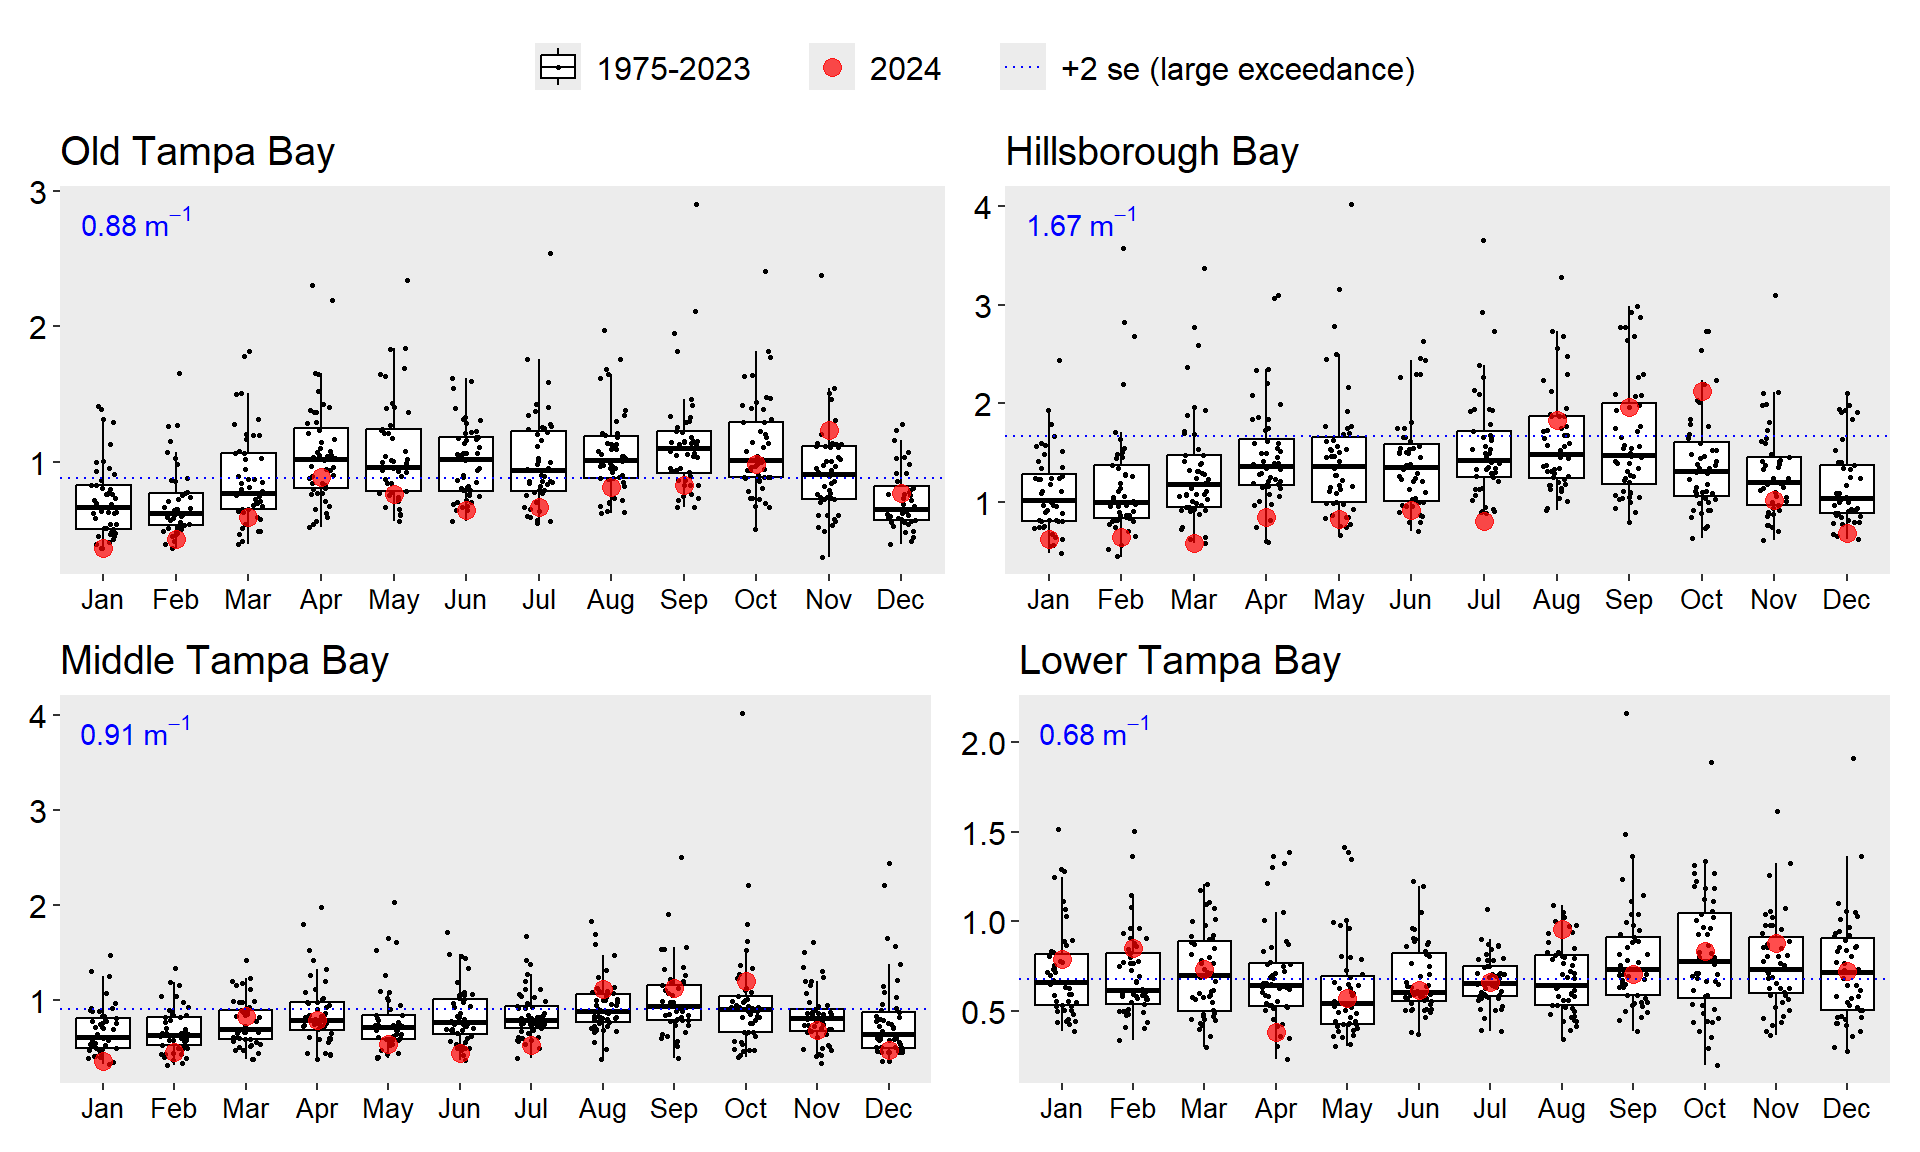 1975-2023 2024 +2 se (large exceedance)
Old Tampa Bay
0.88 m⁻¹
3
2
1
Jan Feb Mar Apr May Jun Jul Aug Sep Oct Nov Dec
Hillsborough Bay
1.67 m⁻¹
4
3
2
1
Jan Feb Mar Apr May Jun Jul Aug Sep Oct Nov Dec
Middle Tampa Bay
0.91 m⁻¹
4
3
2
1
Jan Feb Mar Apr May Jun Jul Aug Sep Oct Nov Dec
Lower Tampa Bay
0.68 m⁻¹
2.0
1.5
1.0
0.5
Jan Feb Mar Apr May Jun Jul Aug Sep Oct Nov Dec